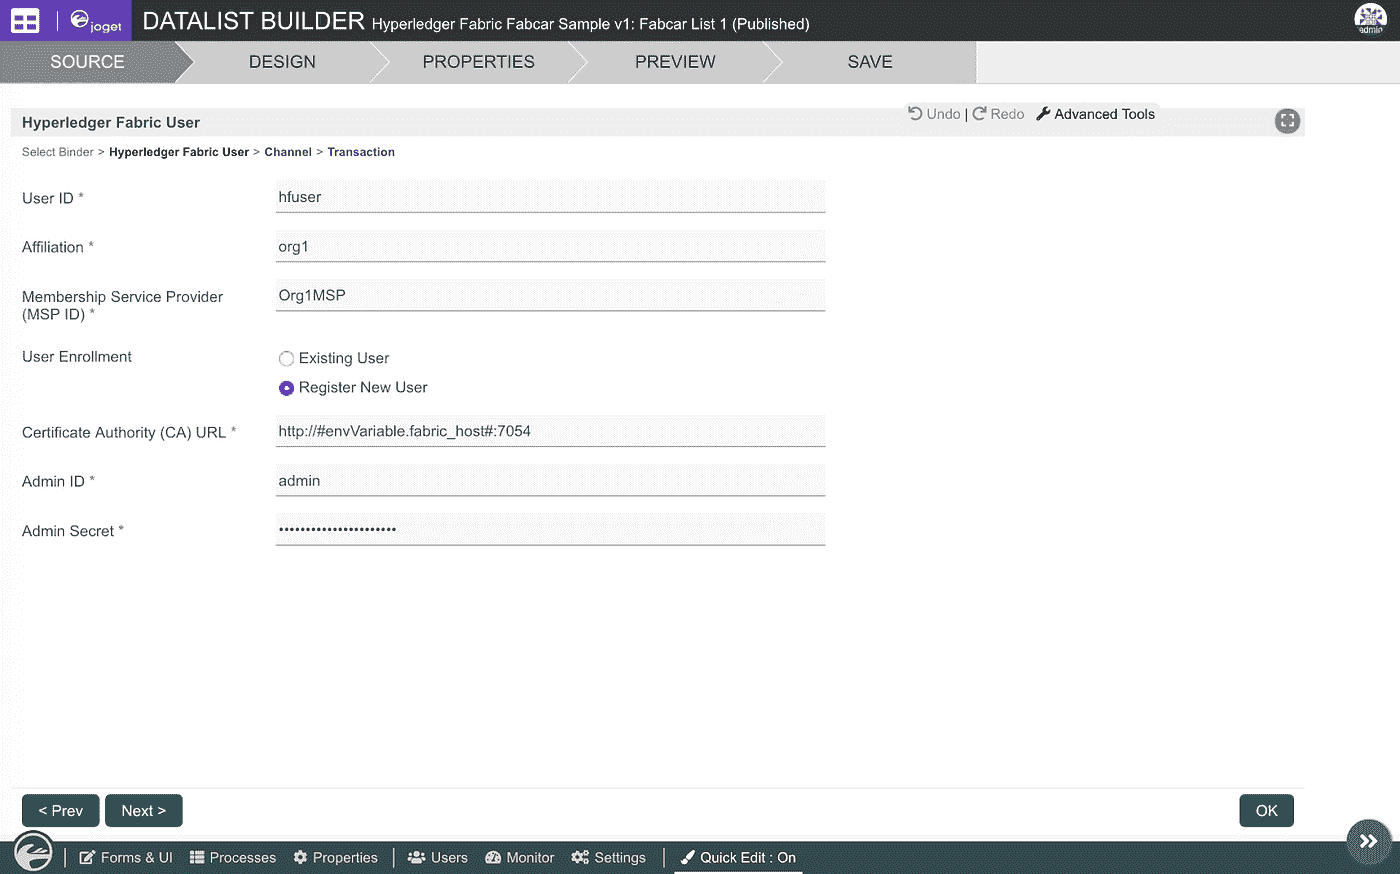 joget DATALIST BUILDER Hyperledger Fabric Fabcar Sample v1: Fabcar List 1 (Published) admin
SOURCE DESIGN PROPERTIES PREVIEW SAVE
Undo | Redo Advanced Tools
Hyperledger Fabric User
Select Binder > Hyperledger Fabric User > Channel > Transaction
User ID * hfuser
Affiliation * org1
Membership Service Provider
(MSP ID) * Org1MSP
User Enrollment
Existing User
Register New User
Certificate Authority (CA) URL * http://#envVariable.fabric_host#:7054
Admin ID * admin
Admin Secret * ••••••••••••••••••••••
< Prev Next > OK
Forms & UI Processes Properties Users Monitor Settings Quick Edit : On